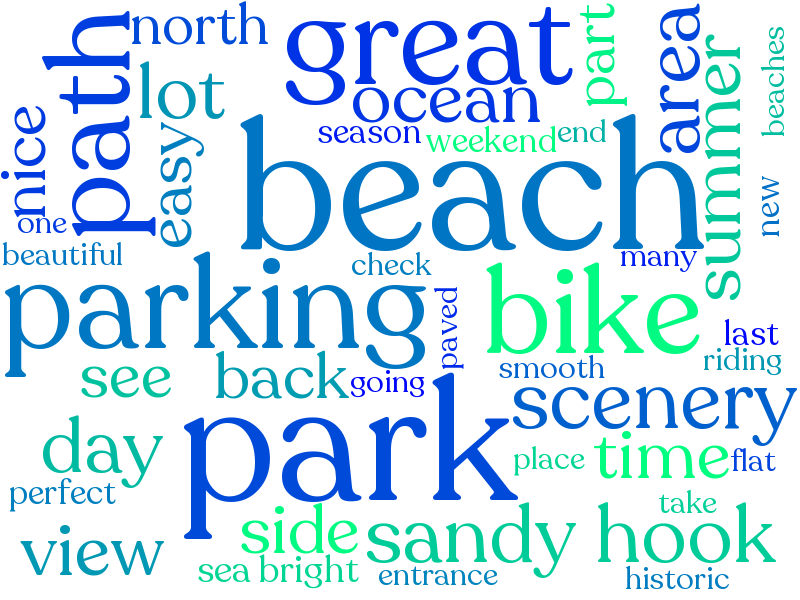 north
great
part
area
path
lot
ocean
summer
beaches
season
weekend
end
nice
easy
beach
one
new
beautiful
check
many
parking
paved
bike
last
see
back
going
smooth
riding
park
scenery
day
place
time
flat
perfect
take
view
side
sandy hook
sea bright
entrance
historic